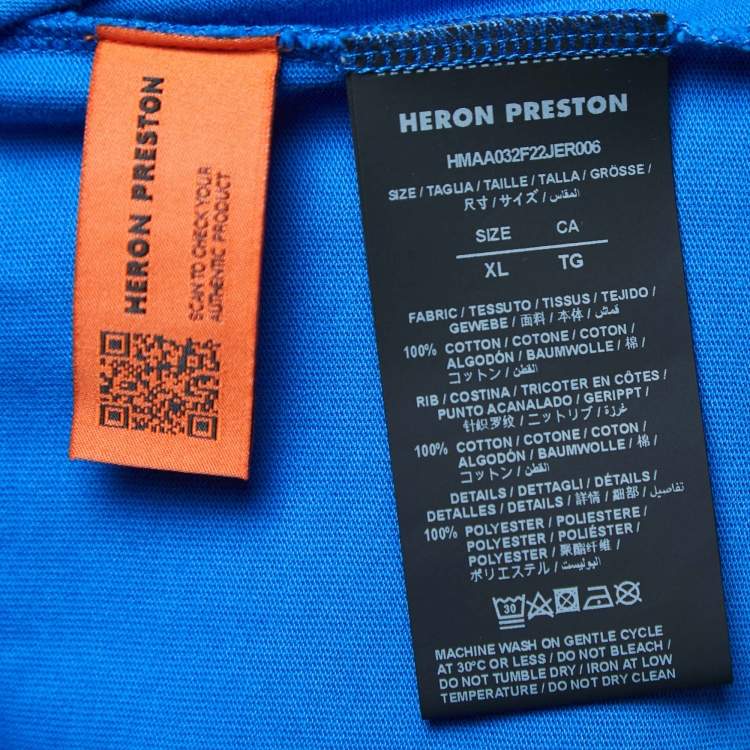 HERON PRESTON
SCAN TO CHECK YOUR
AUTHENTIC PRODUCT
HERON PRESTON
HMAA032F22JER006
SIZE / TAGLIA / TAILLE / TALLA / GRÖSSE /
尺寸 / サイズ / المقاس
SIZE CA
XL TG
FABRIC / TESSUTO / TISSUS / TEJIDO /
GEWEBE / 面料 / 本体 / قماش
100% COTTON / COTONE / COTON /
ALGODÓN / BAUMWOLLE / 棉 /
コットン / القطن
RIB / COSTINA / TRICOTER EN CÔTES /
PUNTO ACANALADO / GERIPPT /
针织罗纹 / ニットリブ / غرزة
100% COTTON / COTONE / COTON /
ALGODÓN / BAUMWOLLE / 棉 /
コットン / القطن
DETAILS / DETTAGLI / DÉTAILS /
DETALLES / DETAILS / 詳情 / 細部 / تفاصيل
100% POLYESTER / POLIESTERE /
POLYESTER / POLIÉSTER /
POLYESTER / 聚酯纤维 /
ポリエステル / البوليستر
30
MACHINE WASH ON GENTLE CYCLE
AT 30°C OR LESS / DO NOT BLEACH /
DO NOT TUMBLE DRY / IRON AT LOW
TEMPERATURE / DO NOT DRY CLEAN